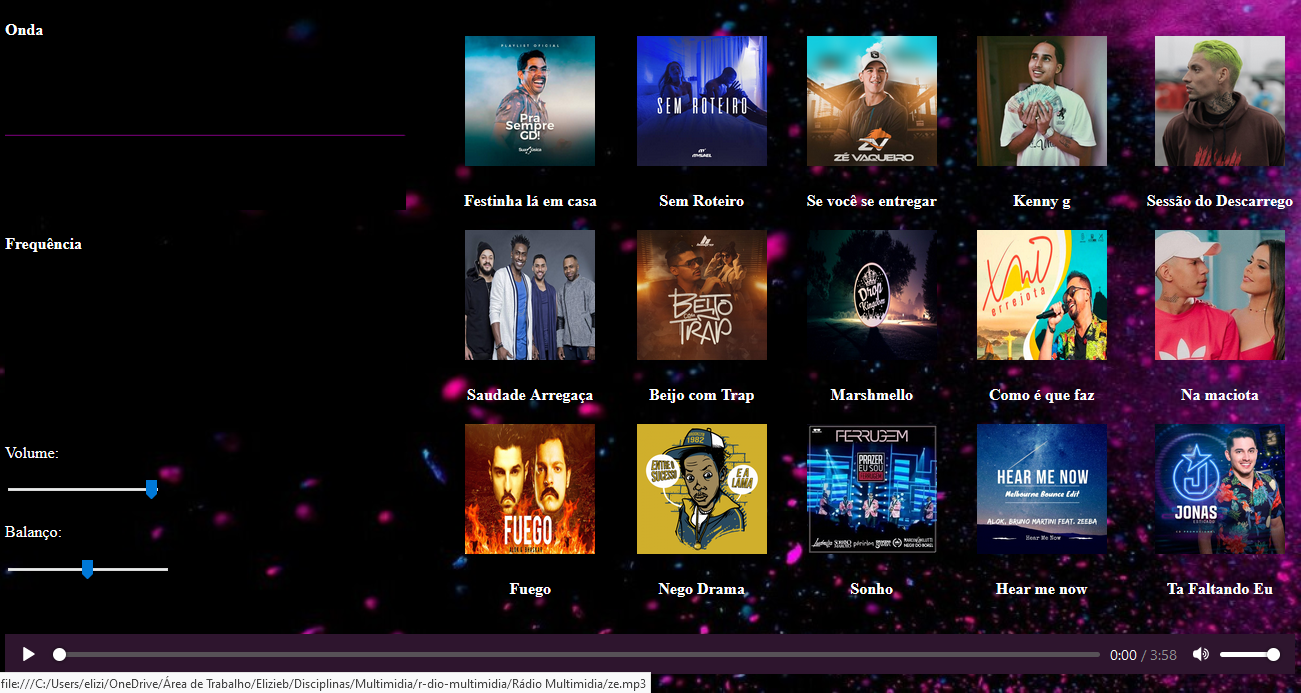 Onda
PLAYLIST OFICIAL
Pra
Sempre
GD!
SEM ROTEIRO
ZV
ZÉ VAQUEIRO
Festinha lá em casa
Sem Roteiro
Se você se entregar
Kenny g
Sessão do Descarrego
Frequência
BEIJO
com
TRAP
Drop
Kingdom
Xand
errejota
Saudade Arregaça
Beijo com Trap
Marshmello
Como é que faz
Na maciota
FUEGO
1982
ENTRE O
SUCESSO
E A
LAMA
FERRUGEM
PRAZER
EU SOU
FERRUGEM
HEAR ME NOW
Melbourne Bounce Edit
ALOK, BRUNO MARTINI FEAT. ZEEBA
Hear Me Now
JONAS
ESTICADO
Volume:
Balanço:
Fuego
Nego Drama
Sonho
Hear me now
Ta Faltando Eu
0:00 / 3:58
file:///C:/Users/elizi/OneDrive/Área de Trabalho/Elizieb/Disciplinas/Multimidia/r-dio-multimidia/Rádio Multimidia/ze.mp3